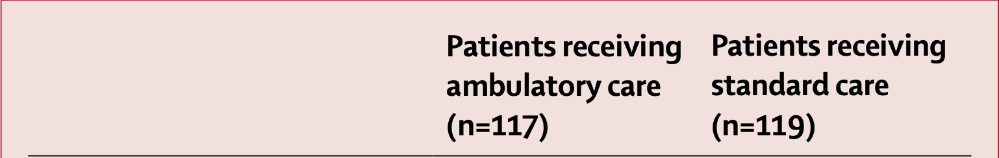 Patients receiving
ambulatory care
(n=117)
Patients receiving
standard care
(n=119)